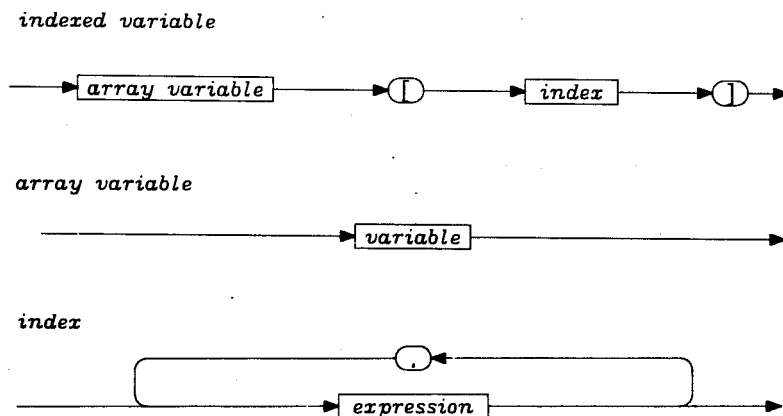 indexed variable
array variable [ index ]
array variable
variable
index
,
expression